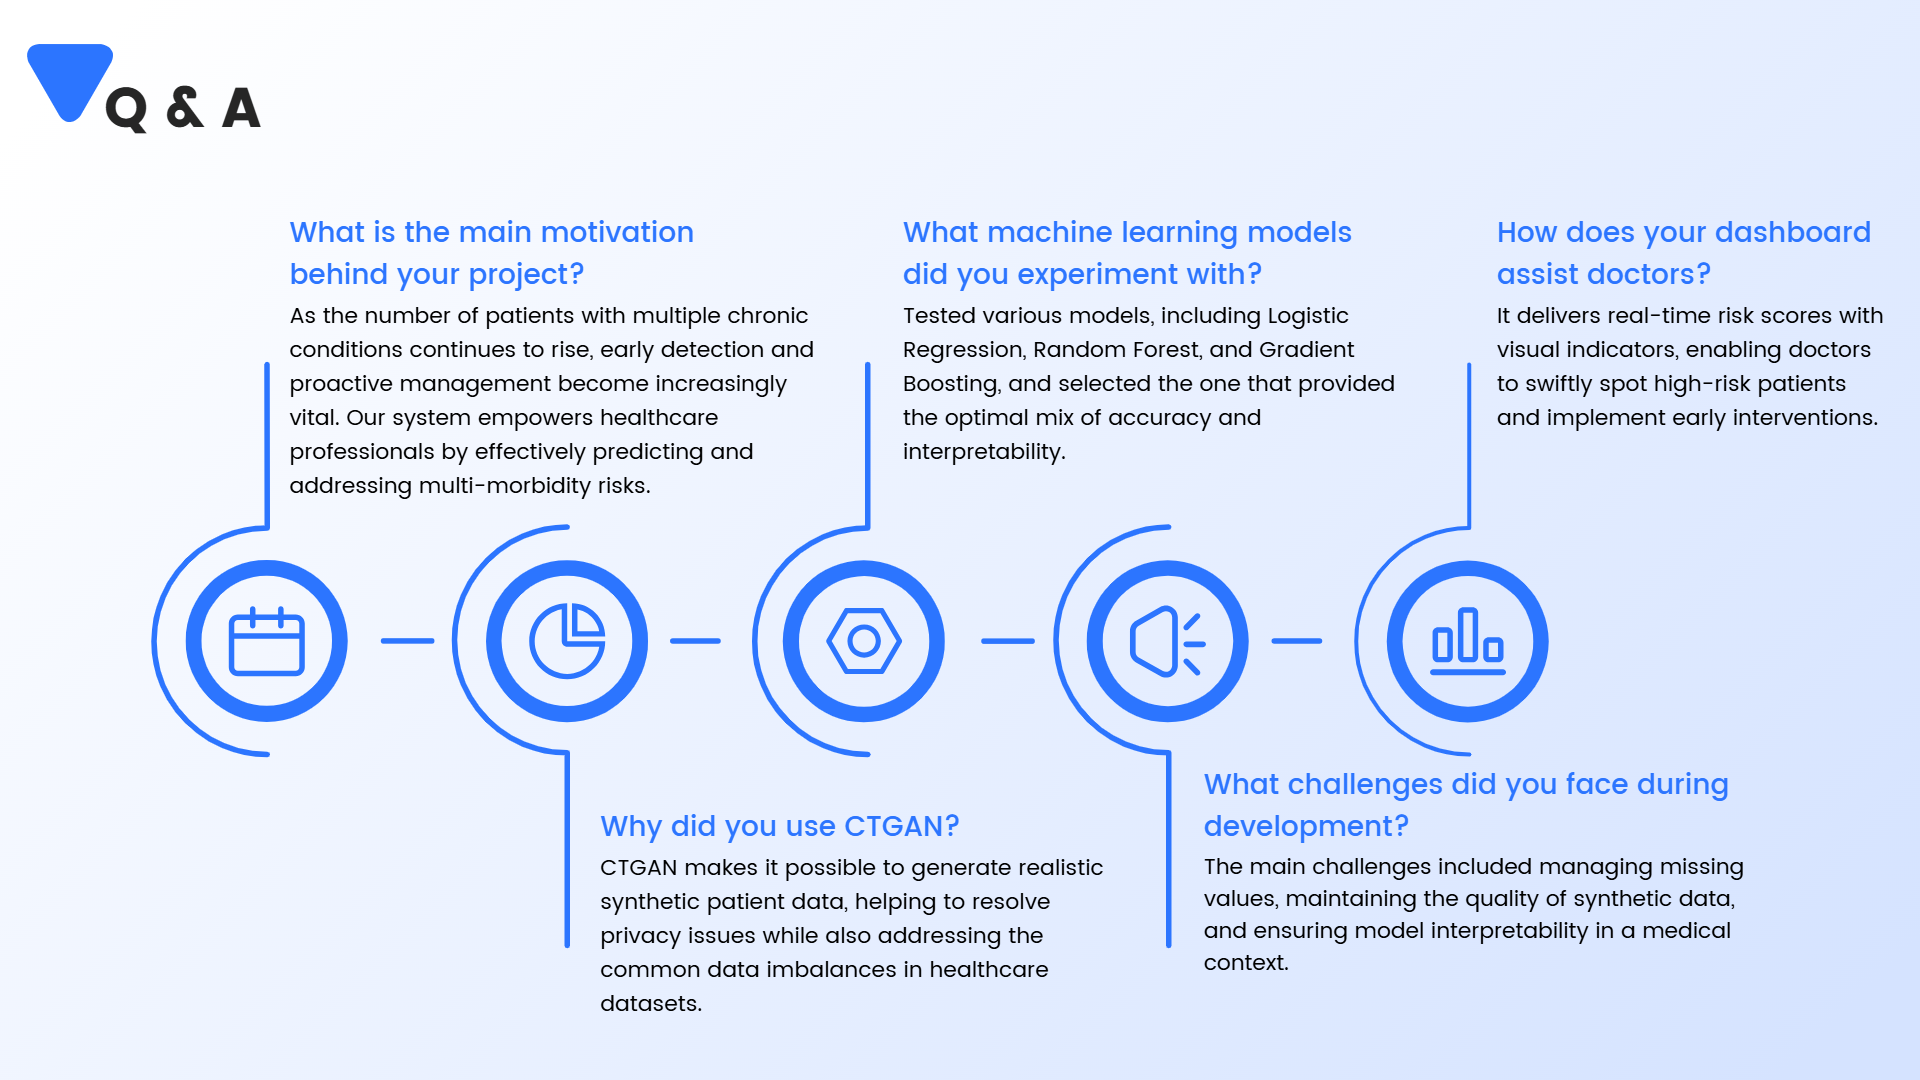 Q & A
What is the main motivation
behind your project?
As the number of patients with multiple chronic
conditions continues to rise, early detection and
proactive management become increasingly
vital. Our system empowers healthcare
professionals by effectively predicting and
addressing multi-morbidity risks.
Why did you use CTGAN?
CTGAN makes it possible to generate realistic
synthetic patient data, helping to resolve
privacy issues while also addressing the
common data imbalances in healthcare
datasets.
What machine learning models
did you experiment with?
Tested various models, including Logistic
Regression, Random Forest, and Gradient
Boosting, and selected the one that provided
the optimal mix of accuracy and
interpretability.
What challenges did you face during
development?
The main challenges included managing missing
values, maintaining the quality of synthetic data,
and ensuring model interpretability in a medical
context.
How does your dashboard
assist doctors?
It delivers real-time risk scores with
visual indicators, enabling doctors
to swiftly spot high-risk patients
and implement early interventions.